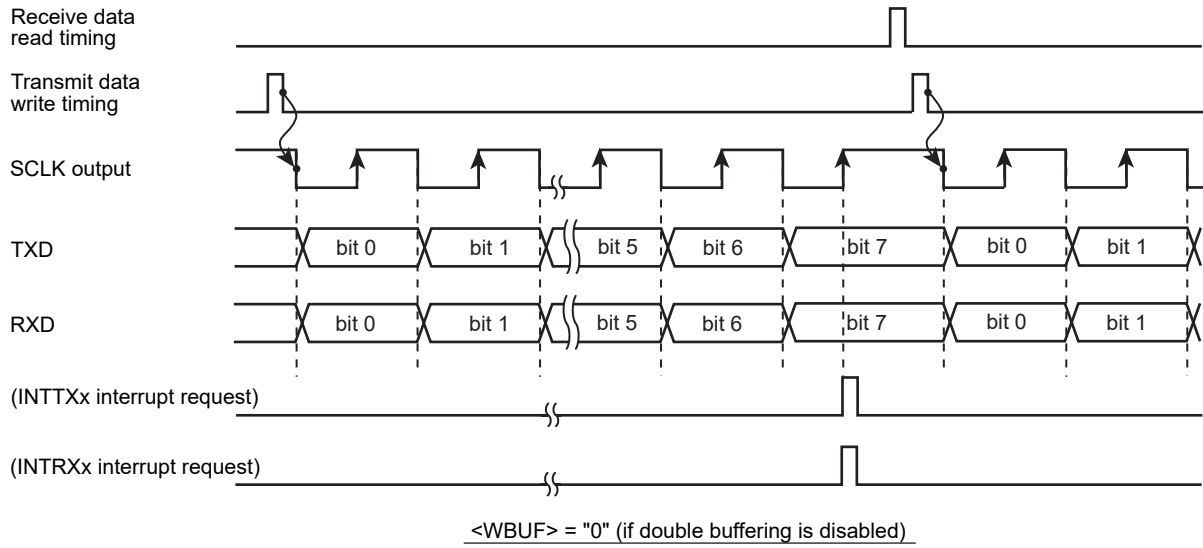 Receive data
read timing
Transmit data
write timing
SCLK output
TXD
bit 0
bit 1
bit 5
bit 6
bit 7
bit 0
bit 1
RXD
bit 0
bit 1
bit 5
bit 6
bit 7
bit 0
bit 1
(INTTXx interrupt request)
(INTRXx interrupt request)
<WBUF> = "0" (if double buffering is disabled)